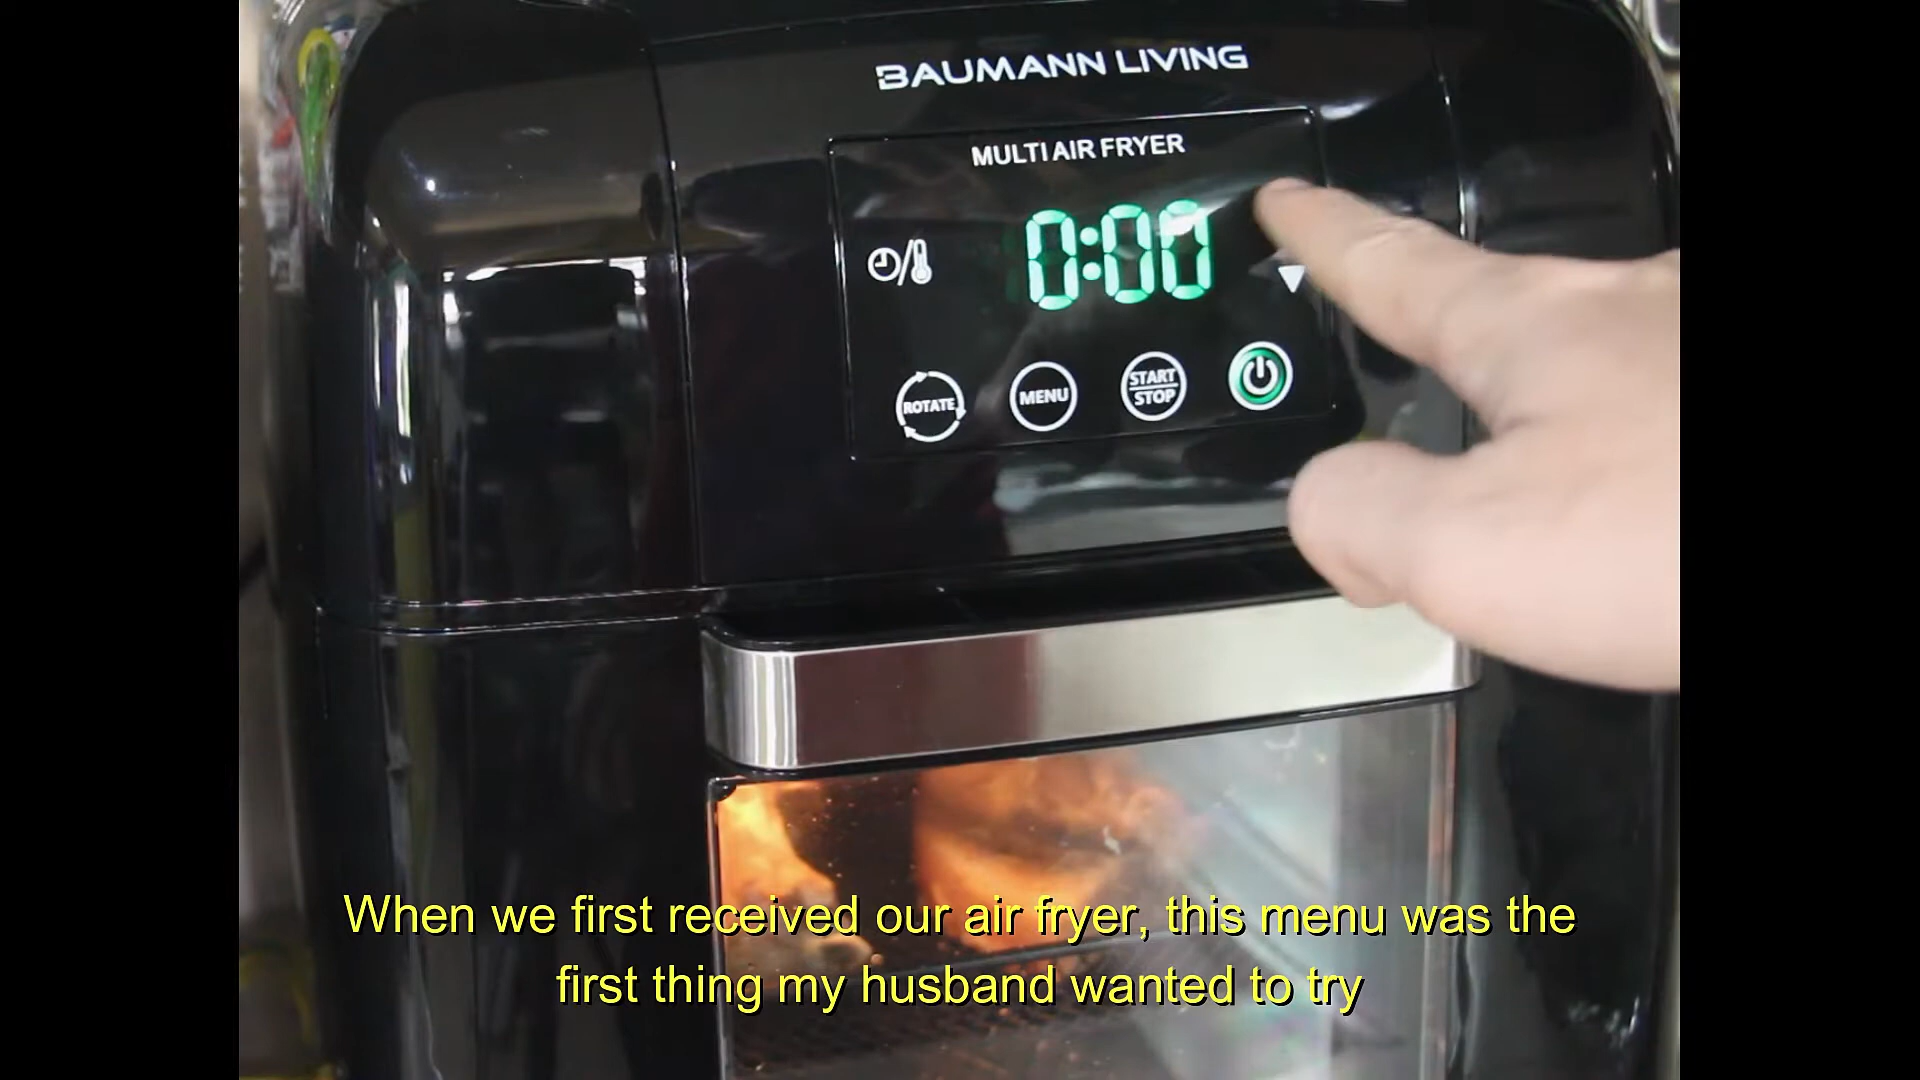 BAUMANN LIVING
MULTI AIR FRYER
0:00
ROTATE
MENU
START
STOP
When we first received our air fryer, this menu was the
first thing my husband wanted to try